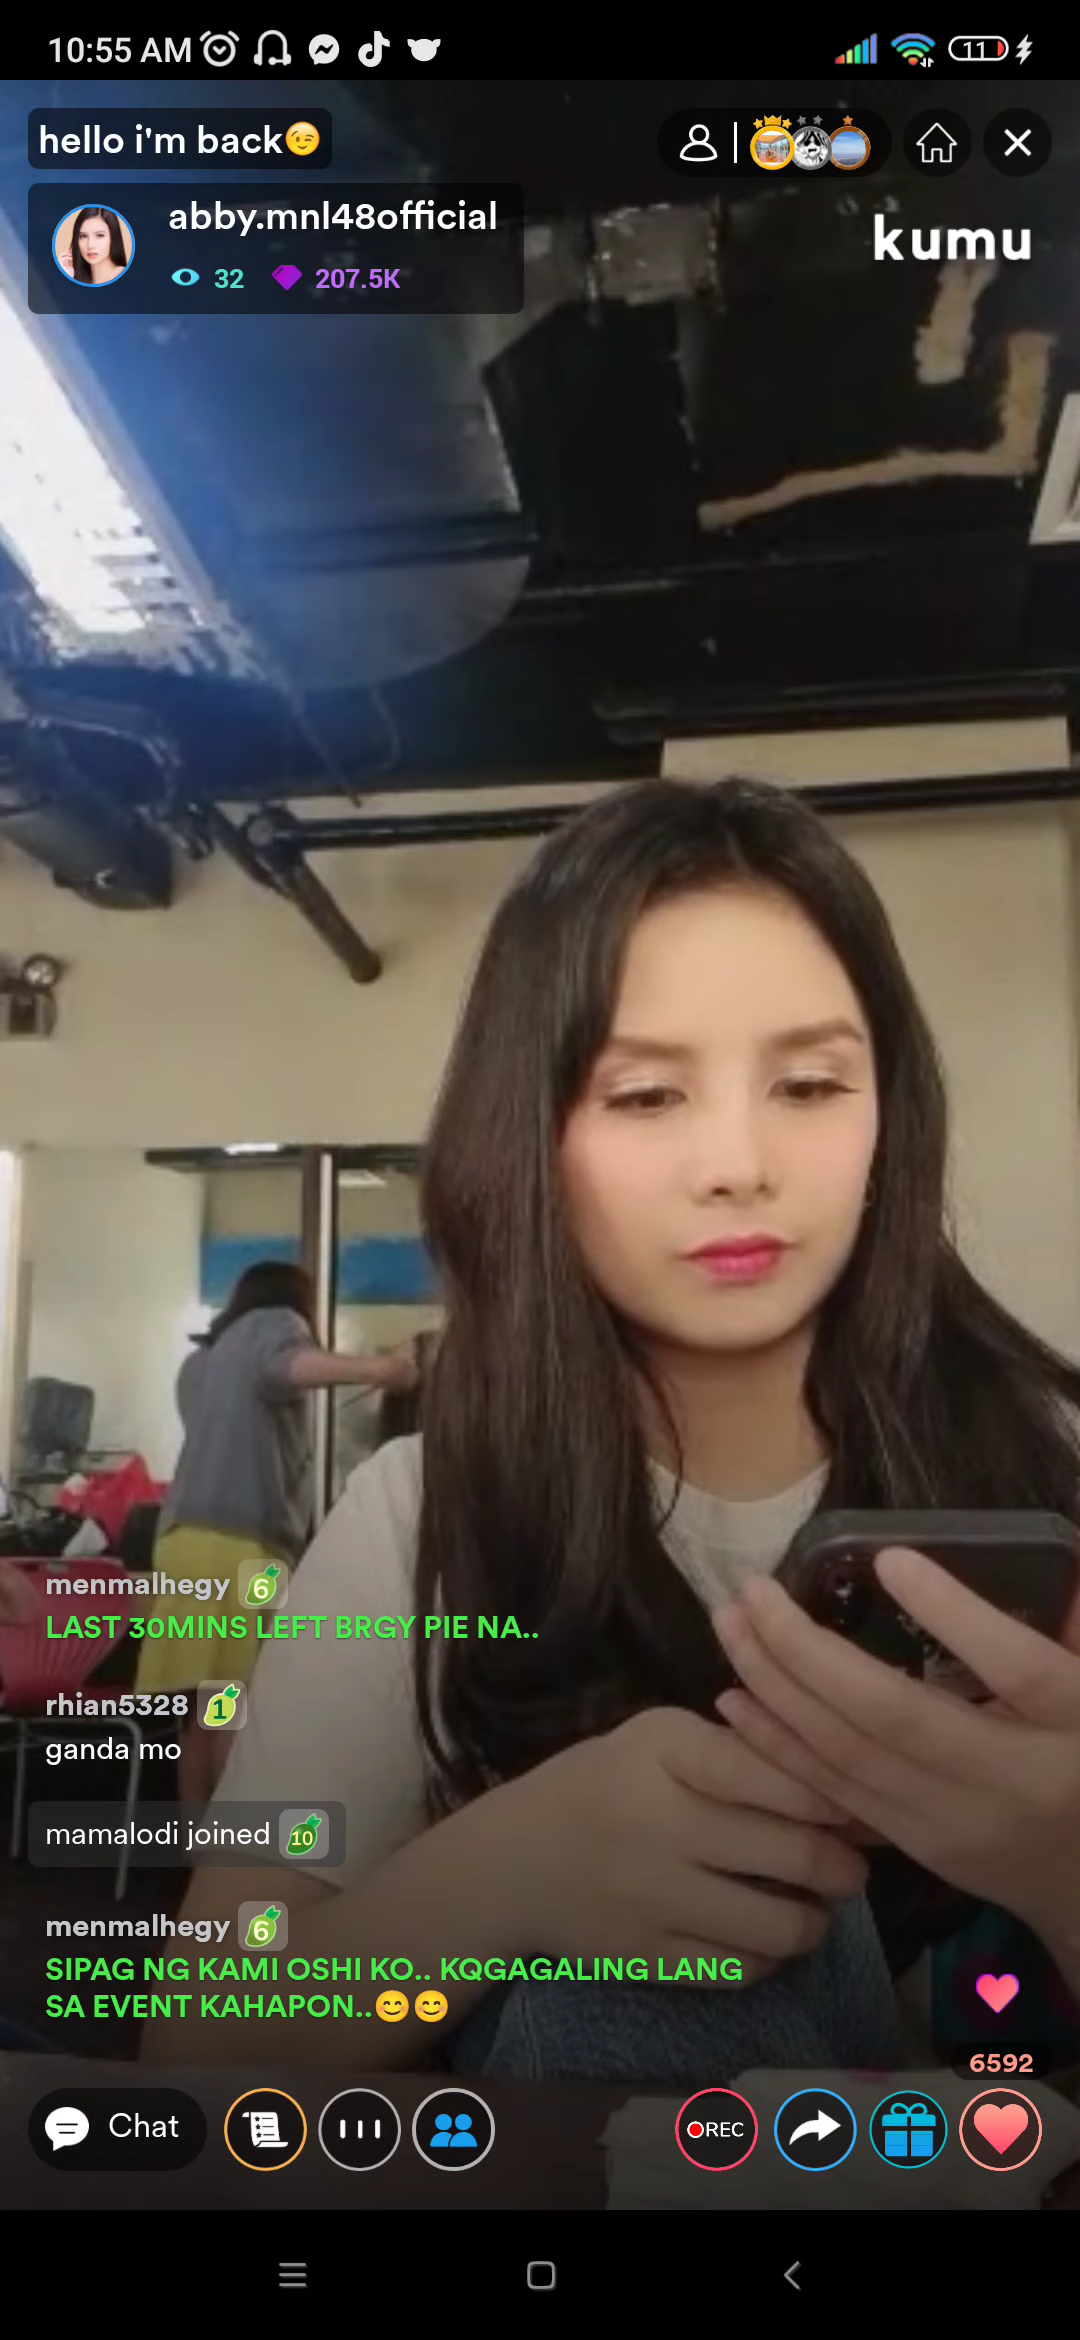 10:55 AM
11
hello i'm back😉
abby.mnl48official
32 207.5K
kumu
menmalhegy 6
LAST 30MINS LEFT BRGY PIE NA..
rhian5328 1
ganda mo
mamalodi joined 10
menmalhegy 6
SIPAG NG KAMI OSHI KO.. KQGAGALING LANG
SA EVENT KAHAPON..😊😊
6592
Chat
REC